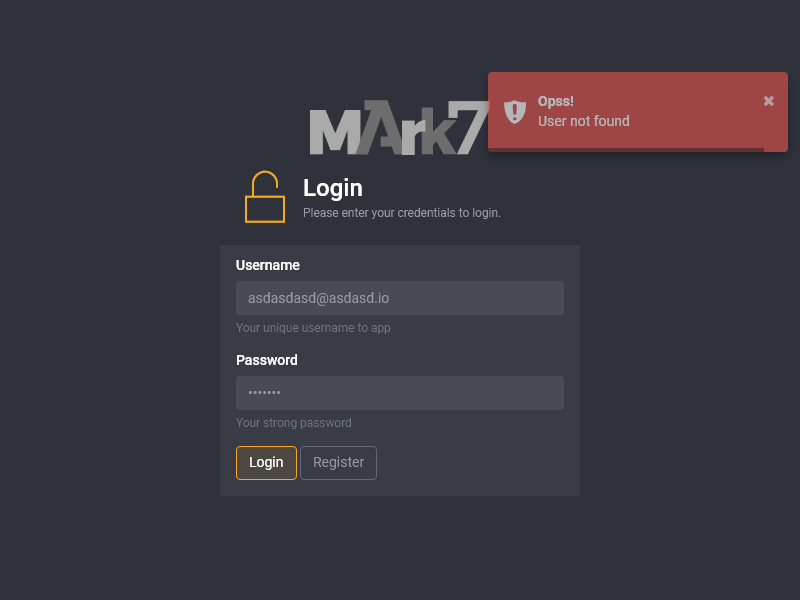 MArk7
Opss!
User not found
Login
Please enter your credentials to login.
Username
asdasdasd@asdasd.io
Your unique username to app
Password
•••••••
Your strong password
Login
Register